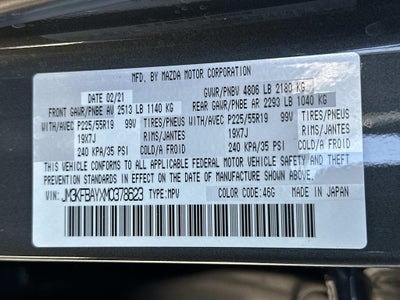 MFD. BY MAZDA MOTOR CORPORATION
DATE 02/21 GVWR/PNBV 4806 LB 2180 KG
FRONT GAWR/PNBE AV 2513 LB 1140 KG REAR GAWR/PNBE AR 2293 LB 1040 KG
WITH/AVEC P225/55R19 99V TIRES/PNEUS WITH/AVEC P225/55R19 99V TIRES/PNEUS
19X7J RIMS/JANTES 19X7J RIMS/JANTES
240 KPA/35 PSI COLD/A FROID 240 KPA/35 PSI COLD/A FROID
THIS VEHICLE CONFORMS TO ALL APPLICABLE FEDERAL MOTOR VEHICLE SAFETY, BUMPER, AND THEFT
PREVENTION STANDARDS IN EFFECT ON THE DATE OF MANUFACTURE SHOWN ABOVE.
VIN: JM3KFBAYXM0378623 TYPE:MPV COLOR CODE:46G MADE IN JAPAN